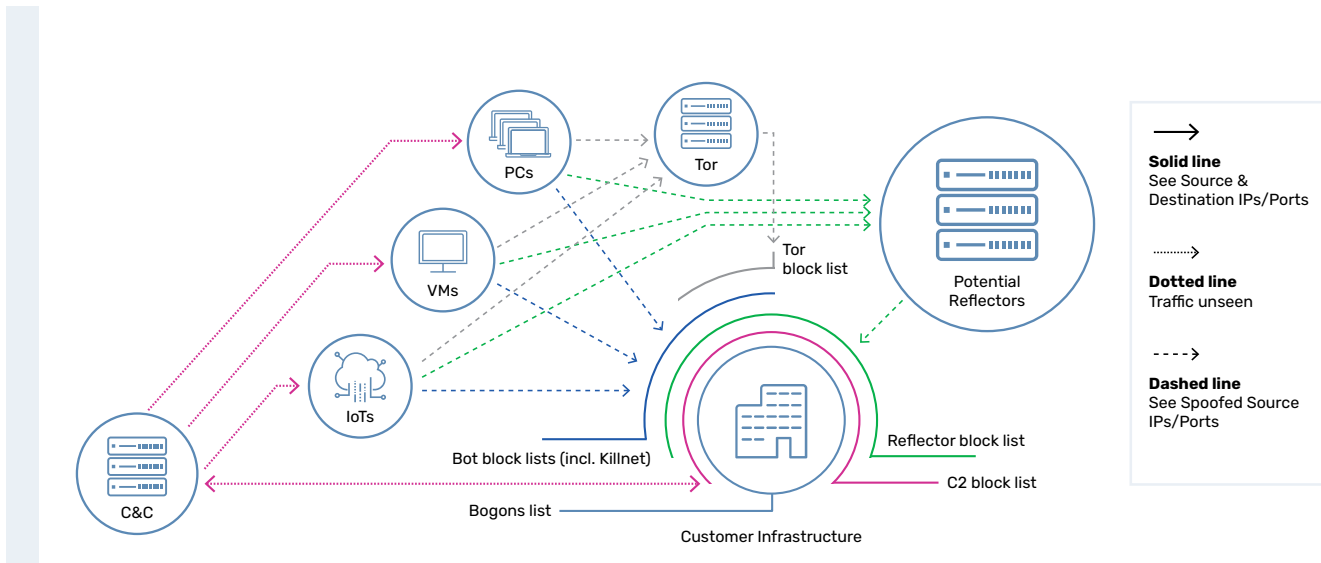 PCs
Tor
VMs
IoTs
C&C
Potential
Reflectors
Tor
block list
Bot block lists (incl. Killnet)
Reflector block list
C2 block list
Bogons list
Customer Infrastructure
Solid line
See Source &
Destination IPs/Ports
Dotted line
Traffic unseen
Dashed line
See Spoofed Source
IPs/Ports